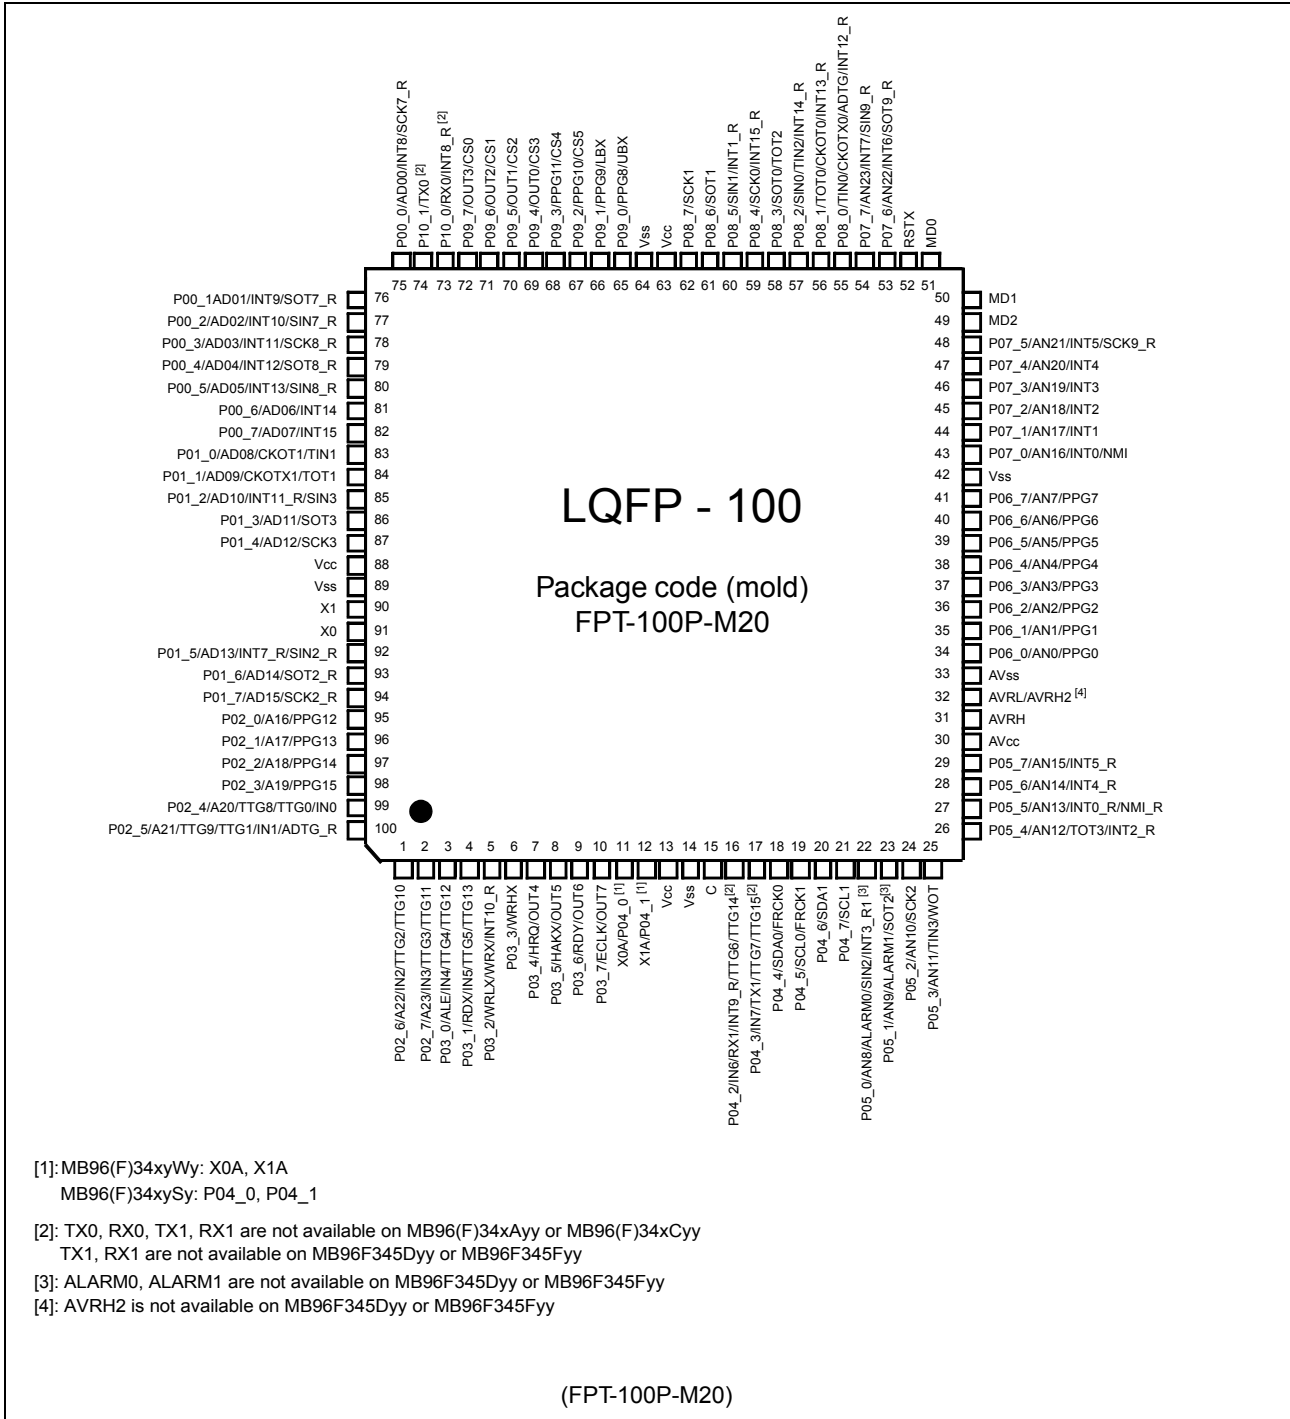 P00_0/AD00/INT8/SCK7_R
P10_1/TX0 [2]
P10_0/RX0/INT8_R [2]
P09_7/OUT3/CS0
P09_6/OUT2/CS1
P09_5/OUT1/CS2
P09_4/OUT0/CS3
P09_3/PPG11/CS4
P09_2/PPG10/CS5
P09_1/PPG9/LBX
P09_0/PPG8/UBX
Vss
Vcc
P08_7/SCK1
P08_6/SOT1
P08_5/SIN1/INT1_R
P08_4/SCK0/INT15_R
P08_3/SOT0/TOT2
P08_2/SIN0/TIN2/INT14_R
P08_1/TOT0/CKOT0/INT13_R
P08_0/TIN0/CKOTX0/ADTG/INT12_R
P07_7/AN23/INT7/SIN9_R
P07_6/AN22/INT6/SOT9_R
RSTX
MD0
75 74 73 72 71 70 69 68 67 66 65 64 63 62 61 60 59 58 57 56 55 54 53 52 51
P00_1AD01/INT9/SOT7_R 76
P00_2/AD02/INT10/SIN7_R 77
P00_3/AD03/INT11/SCK8_R 78
P00_4/AD04/INT12/SOT8_R 79
P00_5/AD05/INT13/SIN8_R 80
P00_6/AD06/INT14 81
P00_7/AD07/INT15 82
P01_0/AD08/CKOT1/TIN1 83
P01_1/AD09/CKOTX1/TOT1 84
P01_2/AD10/INT11_R/SIN3 85
P01_3/AD11/SOT3 86
P01_4/AD12/SCK3 87
Vcc 88
Vss 89
X1 90
X0 91
P01_5/AD13/INT7_R/SIN2_R 92
P01_6/AD14/SOT2_R 93
P01_7/AD15/SCK2_R 94
P02_0/A16/PPG12 95
P02_1/A17/PPG13 96
P02_2/A18/PPG14 97
P02_3/A19/PPG15 98
P02_4/A20/TTG8/TTG0/IN0 99
P02_5/A21/TTG9/TTG1/IN1/ADTG_R 100
LQFP - 100
Package code (mold)
FPT-100P-M20
50 MD1
49 MD2
48 P07_5/AN21/INT5/SCK9_R
47 P07_4/AN20/INT4
46 P07_3/AN19/INT3
45 P07_2/AN18/INT2
44 P07_1/AN17/INT1
43 P07_0/AN16/INT0/NMI
42 Vss
41 P06_7/AN7/PPG7
40 P06_6/AN6/PPG6
39 P06_5/AN5/PPG5
38 P06_4/AN4/PPG4
37 P06_3/AN3/PPG3
36 P06_2/AN2/PPG2
35 P06_1/AN1/PPG1
34 P06_0/AN0/PPG0
33 AVss
32 AVRL/AVRH2 [4]
31 AVRH
30 AVcc
29 P05_7/AN15/INT5_R
28 P05_6/AN14/INT4_R
27 P05_5/AN13/INT0_R/NMI_R
26 P05_4/AN12/TOT3/INT2_R
1 2 3 4 5 6 7 8 9 10 11 12 13 14 15 16 17 18 19 20 21 22 23 24 25
P02_6/A22/IN2/TTG2/TTG10
P02_7/A23/IN3/TTG3/TTG11
P03_0/ALE/IN4/TTG4/TTG12
P03_1/RDX/IN5/TTG5/TTG13
P03_2/WRLX/WRX/INT10_R
P03_3/WRHX
P03_4/HRQ/OUT4
P03_5/HAKX/OUT5
P03_6/RDY/OUT6
P03_7/ECLK/OUT7
X0A/P04_0 [1]
X1A/P04_1 [1]
Vcc
Vss
C
P04_2/IN6/RX1/INT9_R/TTG6/TTG14[2]
P04_3/IN7/TX1/TTG7/TTG15[2]
P04_4/SDA0/FRCK0
P04_5/SCL0/FRCK1
P04_6/SDA1
P04_7/SCL1
P05_0/AN8/ALARM0/SIN2/INT3_R1 [3]
P05_1/AN9/ALARM1/SOT2[3]
P05_2/AN10/SCK2
P05_3/AN11/TIN3/WOT
[1]: MB96(F)34xyWy: X0A, X1A
MB96(F)34xySy: P04_0, P04_1
[2]: TX0, RX0, TX1, RX1 are not available on MB96(F)34xAyy or MB96(F)34xCyy
TX1, RX1 are not available on MB96F345Dyy or MB96F345Fyy
[3]: ALARM0, ALARM1 are not available on MB96F345Dyy or MB96F345Fyy
[4]: AVRH2 is not available on MB96F345Dyy or MB96F345Fyy
(FPT-100P-M20)